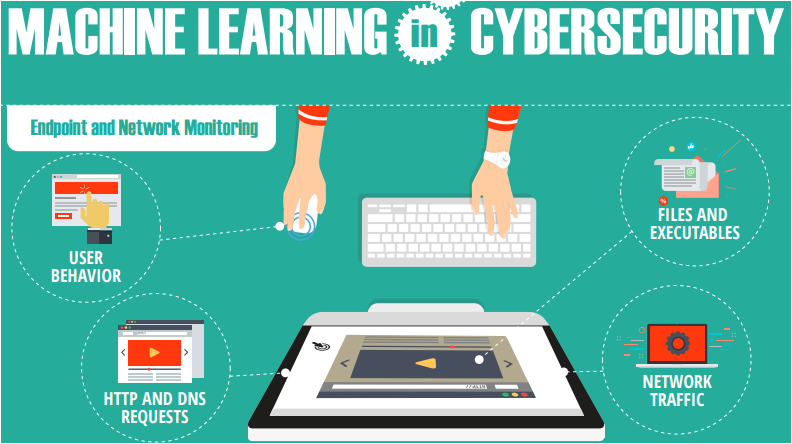 MACHINE LEARNING in CYBERSECURITY
Endpoint and Network Monitoring
USER
BEHAVIOR
FILES AND
EXECUTABLES
HTTP AND DNS
REQUESTS
NETWORK
TRAFFIC